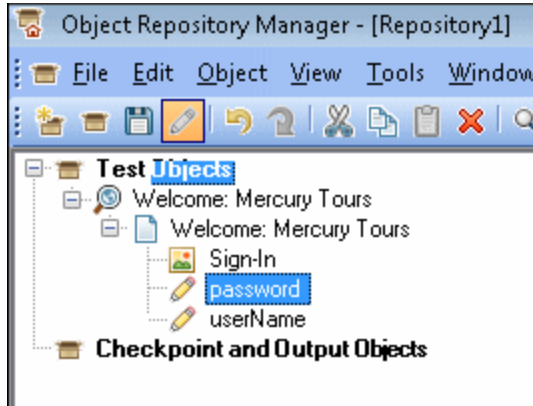 Object Repository Manager - [Repository1]
File Edit Object View Tools Window
Test Objects
Welcome: Mercury Tours
Welcome: Mercury Tours
Sign-In
password
userName
Checkpoint and Output Objects